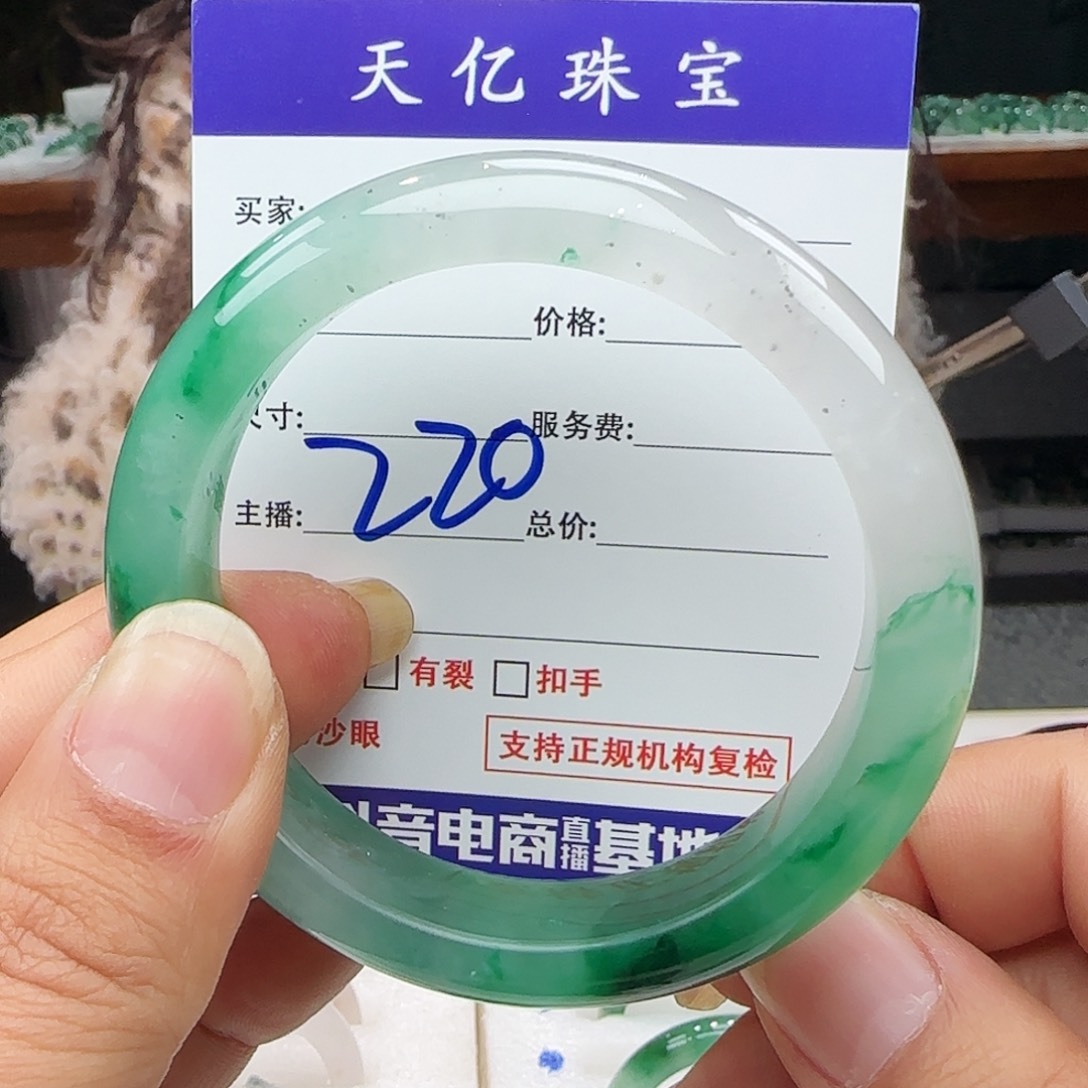 天亿珠宝
买家:
价格:
寸: 服务费:
220
主播: 总价:
有裂 扣手
沙眼 支持正规机构复检
音电商直播基地